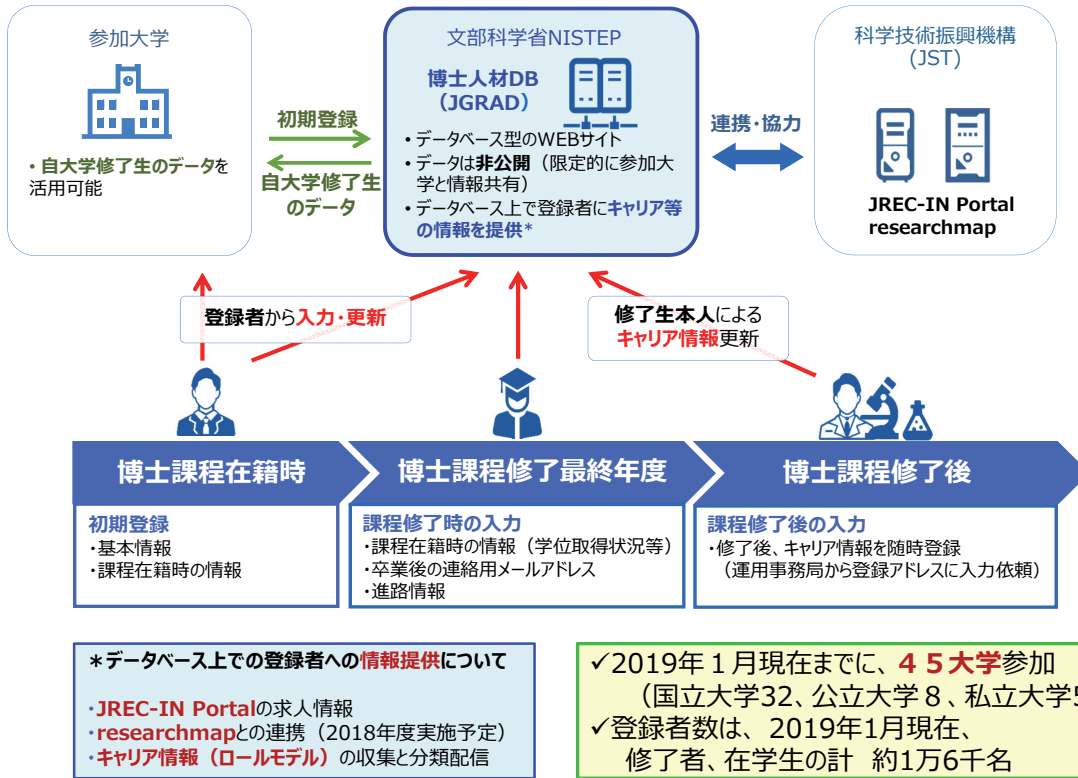 参加大学
・自大学修了生のデータを
活用可能
初期登録
自大学修了生
のデータ
文部科学省NISTEP
博士人材DB
（JGRAD）
・データベース型のWEBサイト
・データは非公開（限定的に参加大
学と情報共有）
・データベース上で登録者にキャリア等
の情報を提供*
連携・協力
科学技術振興機構
(JST)
JREC-IN Portal
researchmap
登録者から入力・更新
修了生本人による
キャリア情報更新
博士課程在籍時
初期登録
・基本情報
・課程在籍時の情報
博士課程修了最終年度
課程修了時の入力
・課程在籍時の情報（学位取得状況等）
・卒業後の連絡用メールアドレス
・進路情報
博士課程修了後
課程修了後の入力
・修了後、キャリア情報を随時登録
（運用事務局から登録アドレスに入力依頼）
＊データベース上での登録者への情報提供について
・JREC-IN Portalの求人情報
・researchmapとの連携（2018年度実施予定）
・キャリア情報（ロールモデル）の収集と分類配信
✓2019年１月現在までに、４５大学参加
（国立大学32、公立大学８、私立大学5
✓登録者数は、2019年1月現在、
修了者、在学生の計 約1万6千名